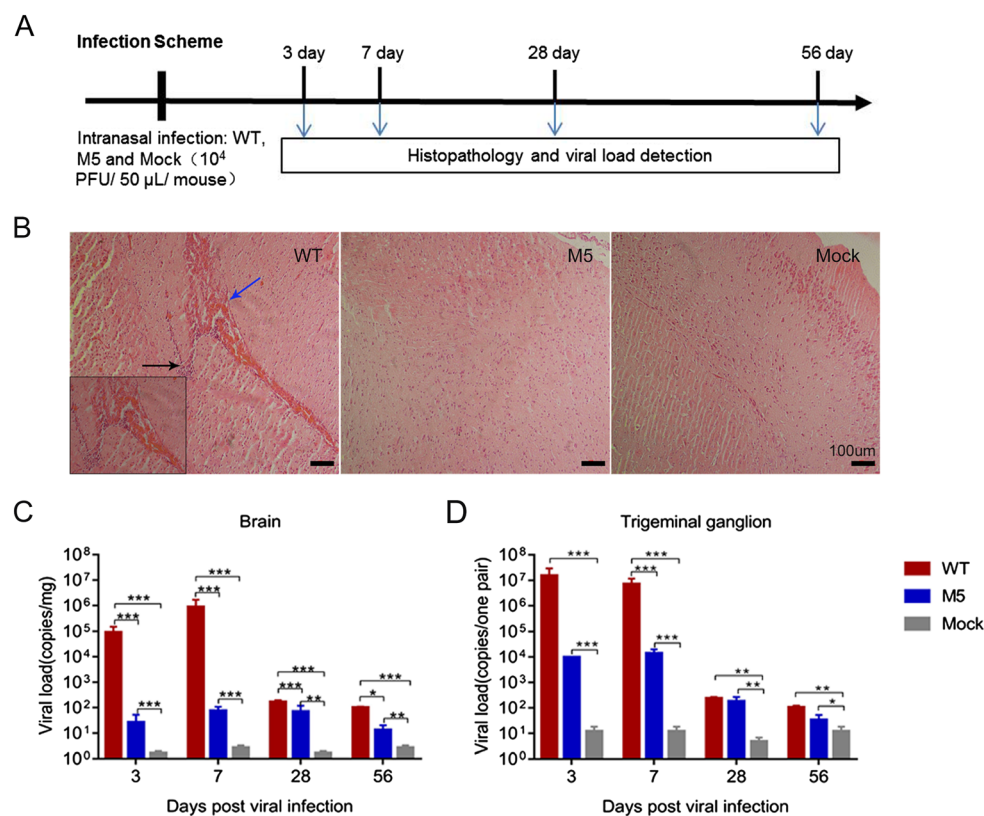 A
Infection Scheme
3 day
7 day
28 day
56 day
Intranasal infection: WT,
M5 and Mock（10⁴
PFU/ 50 µL/ mouse）
Histopathology and viral load detection
B
WT
M5
Mock
100um
C
Brain
Viral load(copies/mg)
10⁸
10⁷
10⁶
10⁵
10⁴
10³
10²
10¹
10⁰
***
***
***
***
***
***
***
***
**
***
*
**
3
7
28
56
Days post viral infection
D
Trigeminal ganglion
Viral load(copies/one pair)
10⁸
10⁷
10⁶
10⁵
10⁴
10³
10²
10¹
10⁰
***
***
***
***
***
**
**
**
*
3
7
28
56
Days post viral infection
WT
M5
Mock